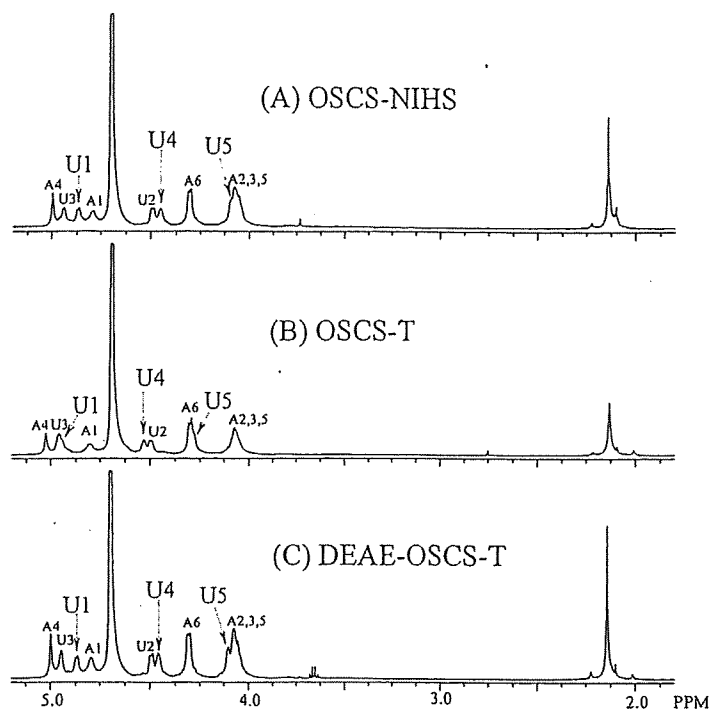 (A) OSCS-NIHS
U1
U4
U5
A4 U3 A1 U2 A6 A2,3,5
(B) OSCS-T
U1
U4
U5
A4 U3 A1 U2 A6 A2,3,5
(C) DEAE-OSCS-T
U1
U4
U5
A4 U3 A1 U2 A6 A2,3,5
5.0 4.0 3.0 2.0 PPM